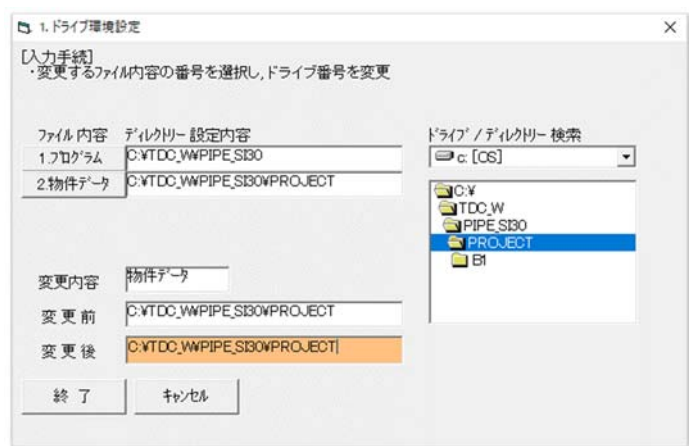 1. ドライブ環境設定
[入力手続]
・変更するファイル内容の番号を選択し,ドライブ番号を変更
ファイル 内容 ディレクトリー 設定内容
1.プログラム C:¥TDC_W¥PIPE_SI30
2.物件データ C:¥TDC_W¥PIPE_SI30¥PROJECT
変更内容 物件データ
変 更 前 C:¥TDC_W¥PIPE_SI30¥PROJECT
変 更 後 C:¥TDC_W¥PIPE_SI30¥PROJECT
終 了 キャンセル
ドライブ / ディレクトリー 検索
c: [OS]
C:¥
TDC_W
PIPE_SI30
PROJECT
B1